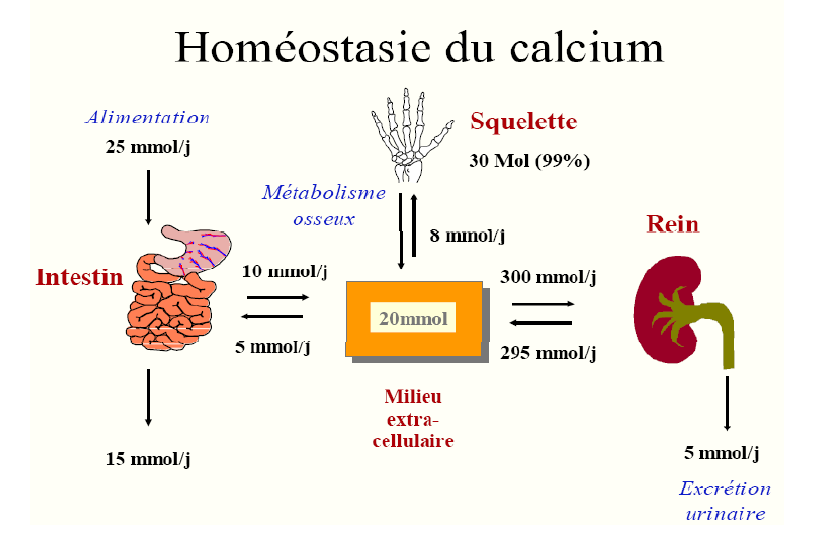 Homéostasie du calcium
Alimentation
25 mmol/j
Squelette
30 Mol (99%)
Métabolisme
osseux
8 mmol/j
Rein
Intestin
10 mmol/j
300 mmol/j
20mmol
5 mmol/j
295 mmol/j
Milieu
extra-
cellulaire
15 mmol/j
5 mmol/j
Excrétion
urinaire